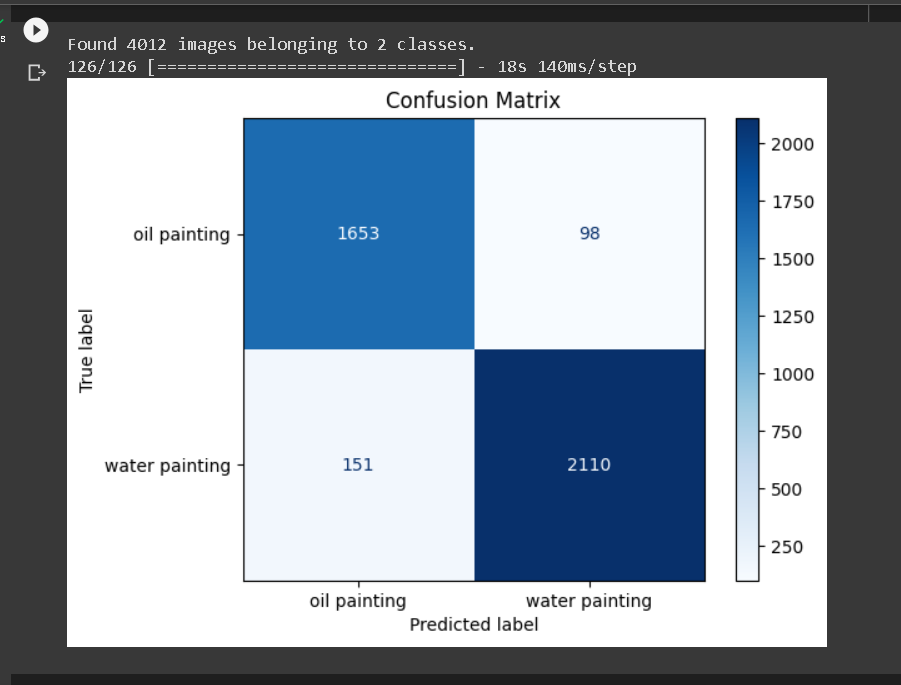 s
Found 4012 images belonging to 2 classes.
126/126 [==============================] - 18s 140ms/step
Confusion Matrix
oil painting
1653
98
water painting
151
2110
True label
oil painting
water painting
Predicted label
2000
1750
1500
1250
1000
750
500
250